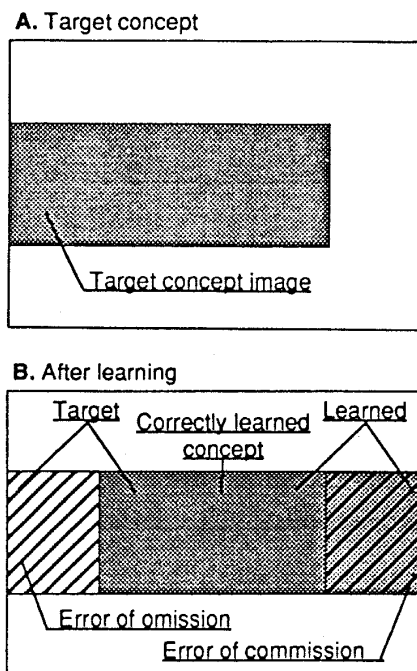 A. Target concept
Target concept image
B. After learning
Target
Correctly learned
concept
Learned
Error of omission
Error of commission